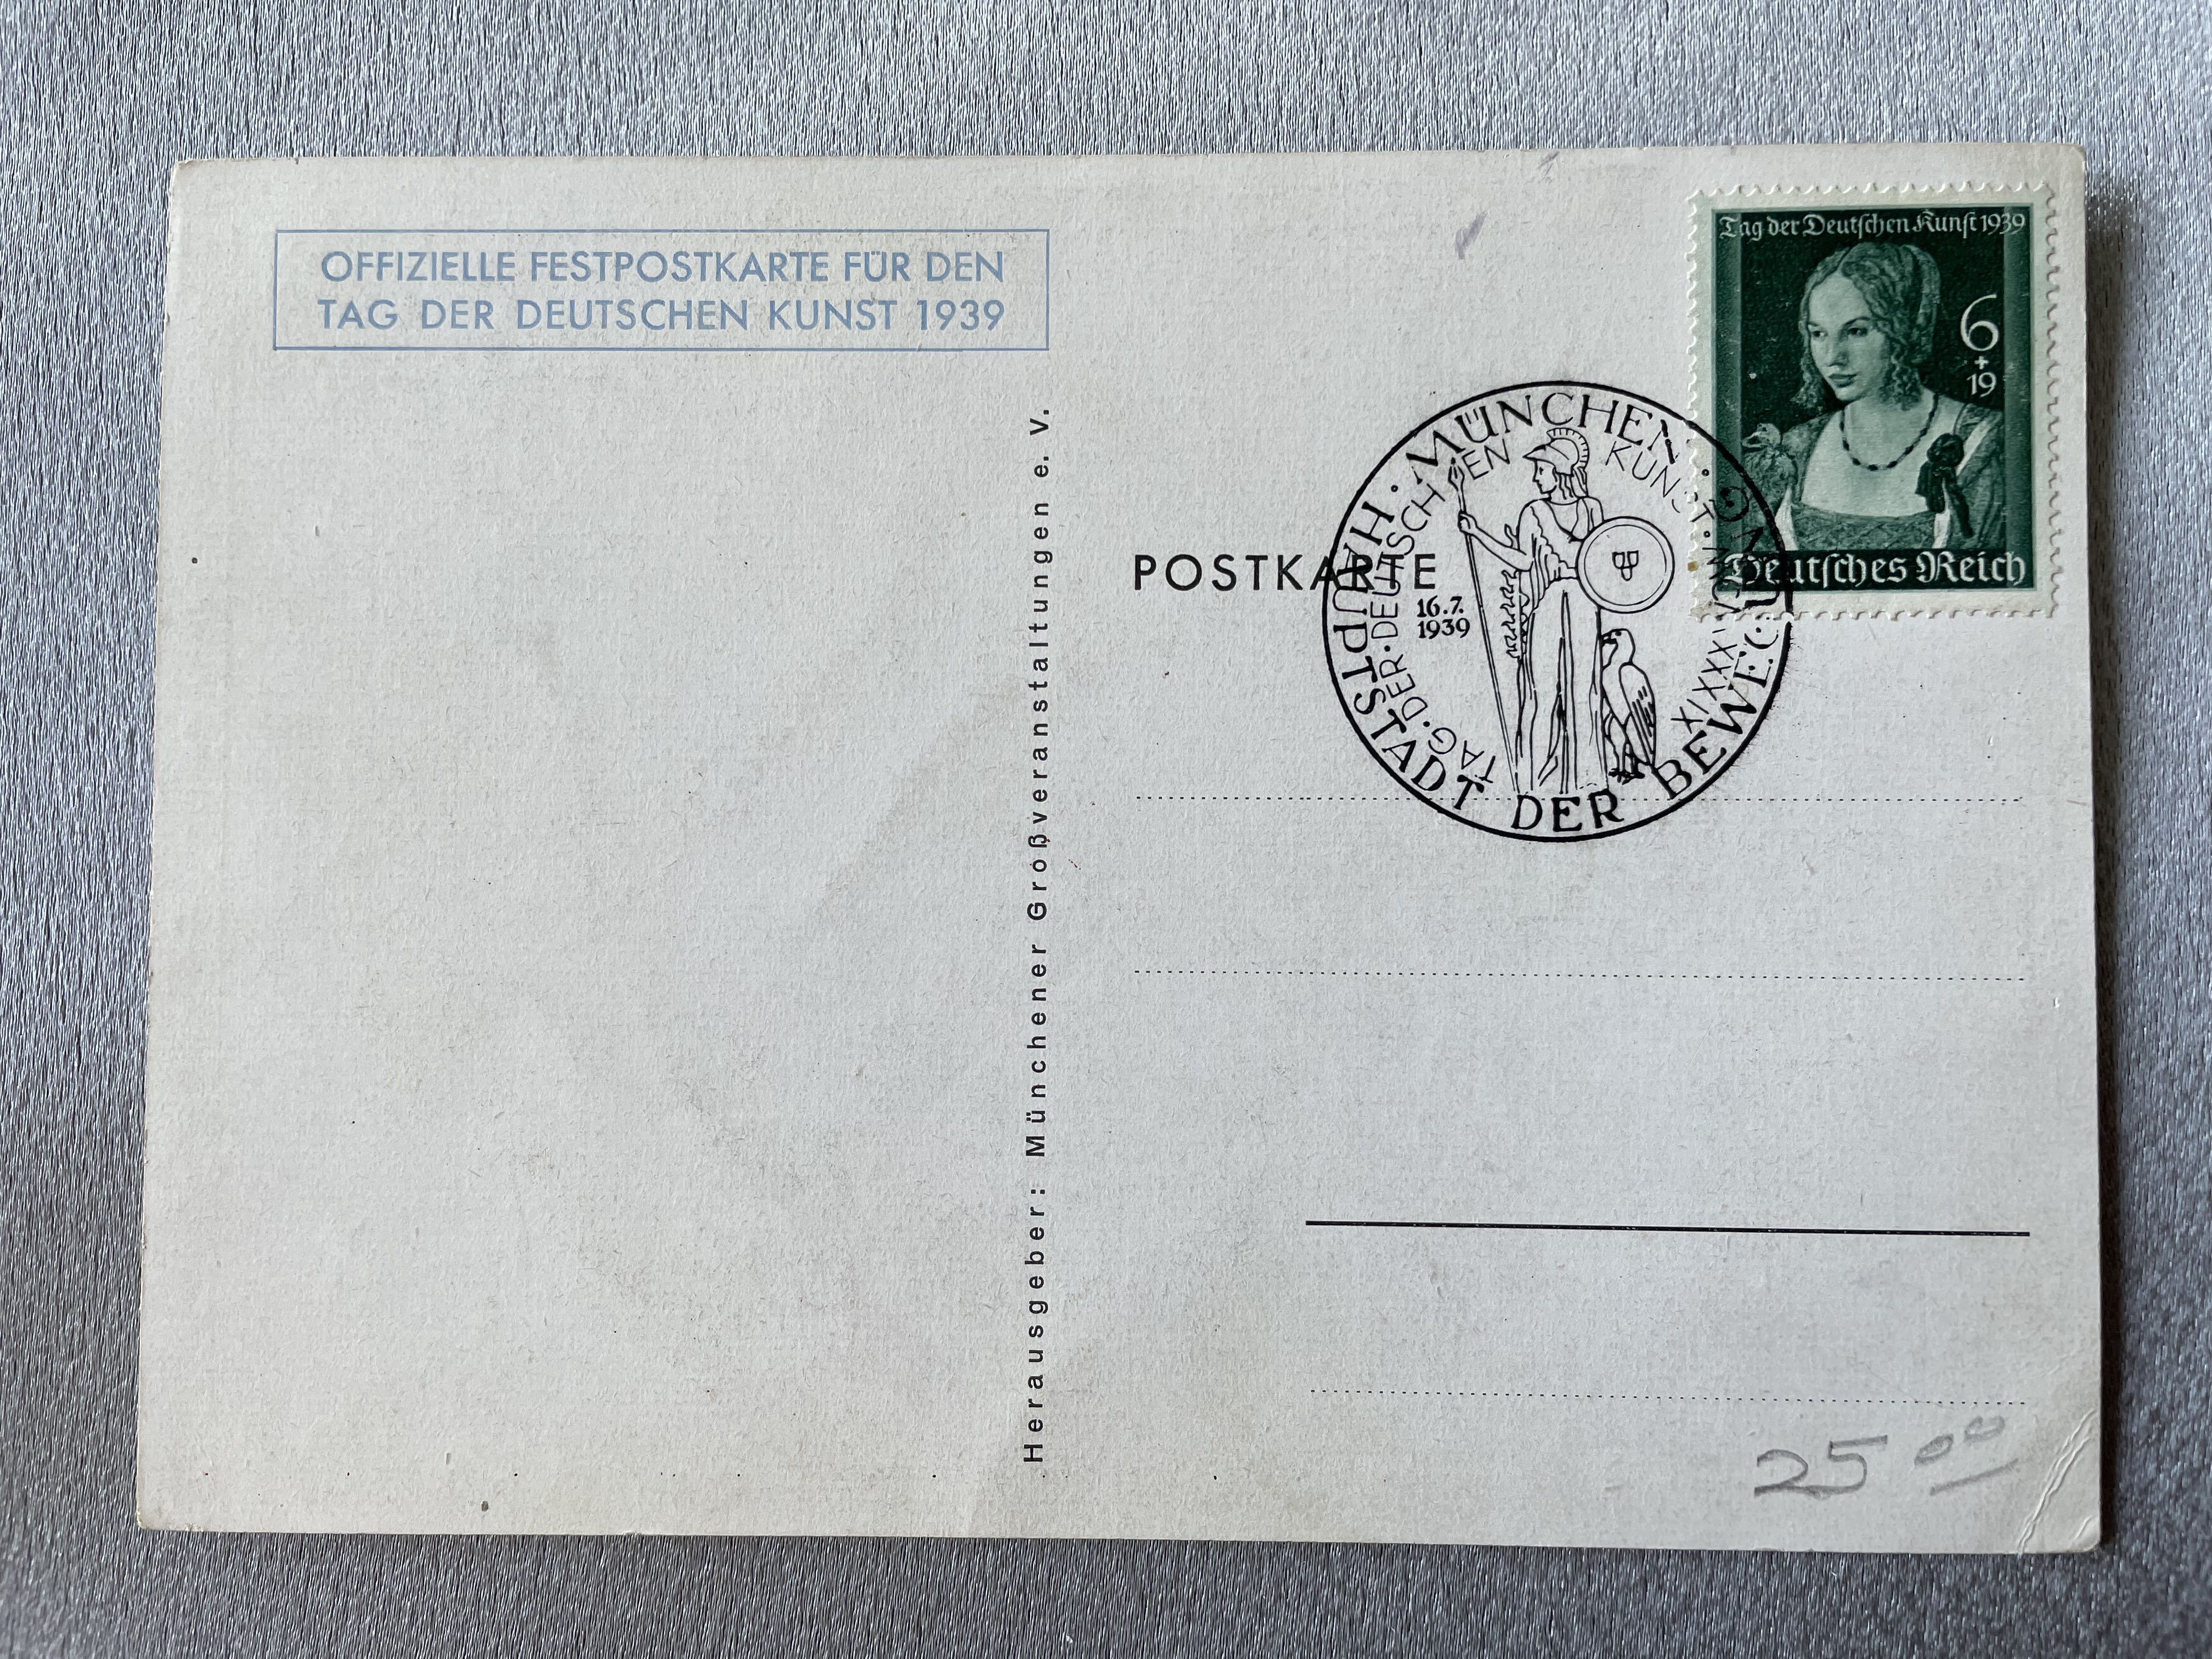 OFFIZIELLE FESTPOSTKARTE FÜR DEN
TAG DER DEUTSCHEN KUNST 1939
Herausgeber: Münchener Großveranstaltungen e. V.
Tag der Deutschen Kunst 1939
6
+
19
Deutsches Reich
POSTKARTE
MÜNCHEN · HAUPTSTADT DER BEWEGUNG ·
TAG · DER · DEUTSCHEN KUNST · MCMXXXIX
16.7.
1939
25 00